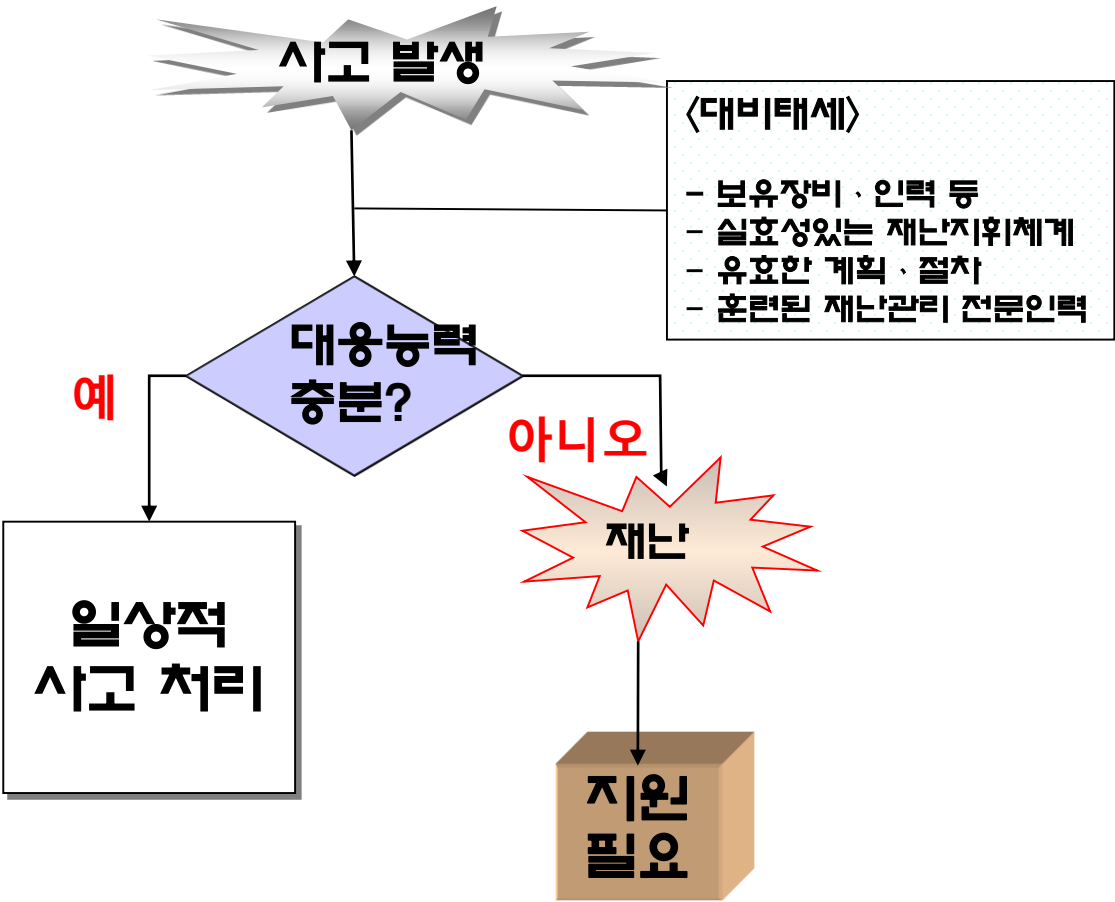 사고 발생
<대비태세>
- 보유장비 · 인력 등
- 실효성있는 재난지휘체계
- 유효한 계획 · 절차
- 훈련된 재난관리 전문인력
대응능력
충분?
예
아니오
재난
일상적
사고 처리
지원
필요